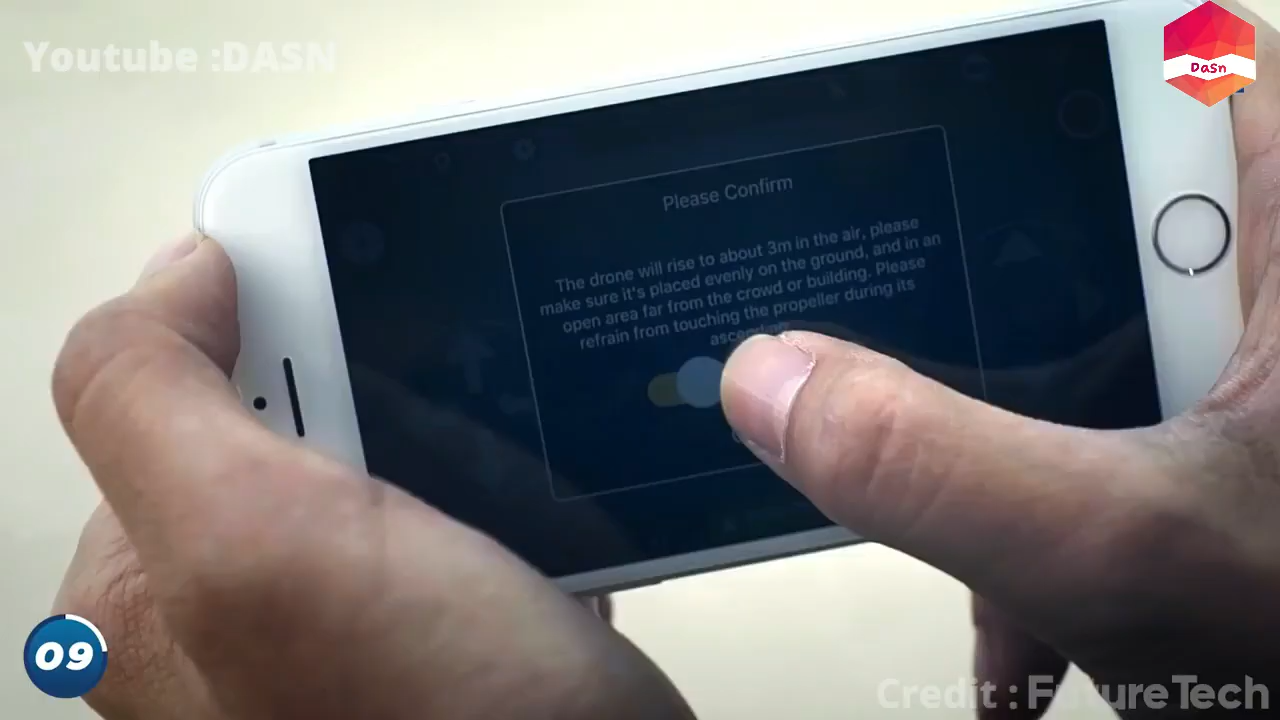 Youtube :DASN
DaSn
Please Confirm
The drone will rise to about 3m in the air, please
make sure it's placed evenly on the ground, and in an
open area far from the crowd or building. Please
refrain from touching the propeller during its
09
Credit : FutureTech